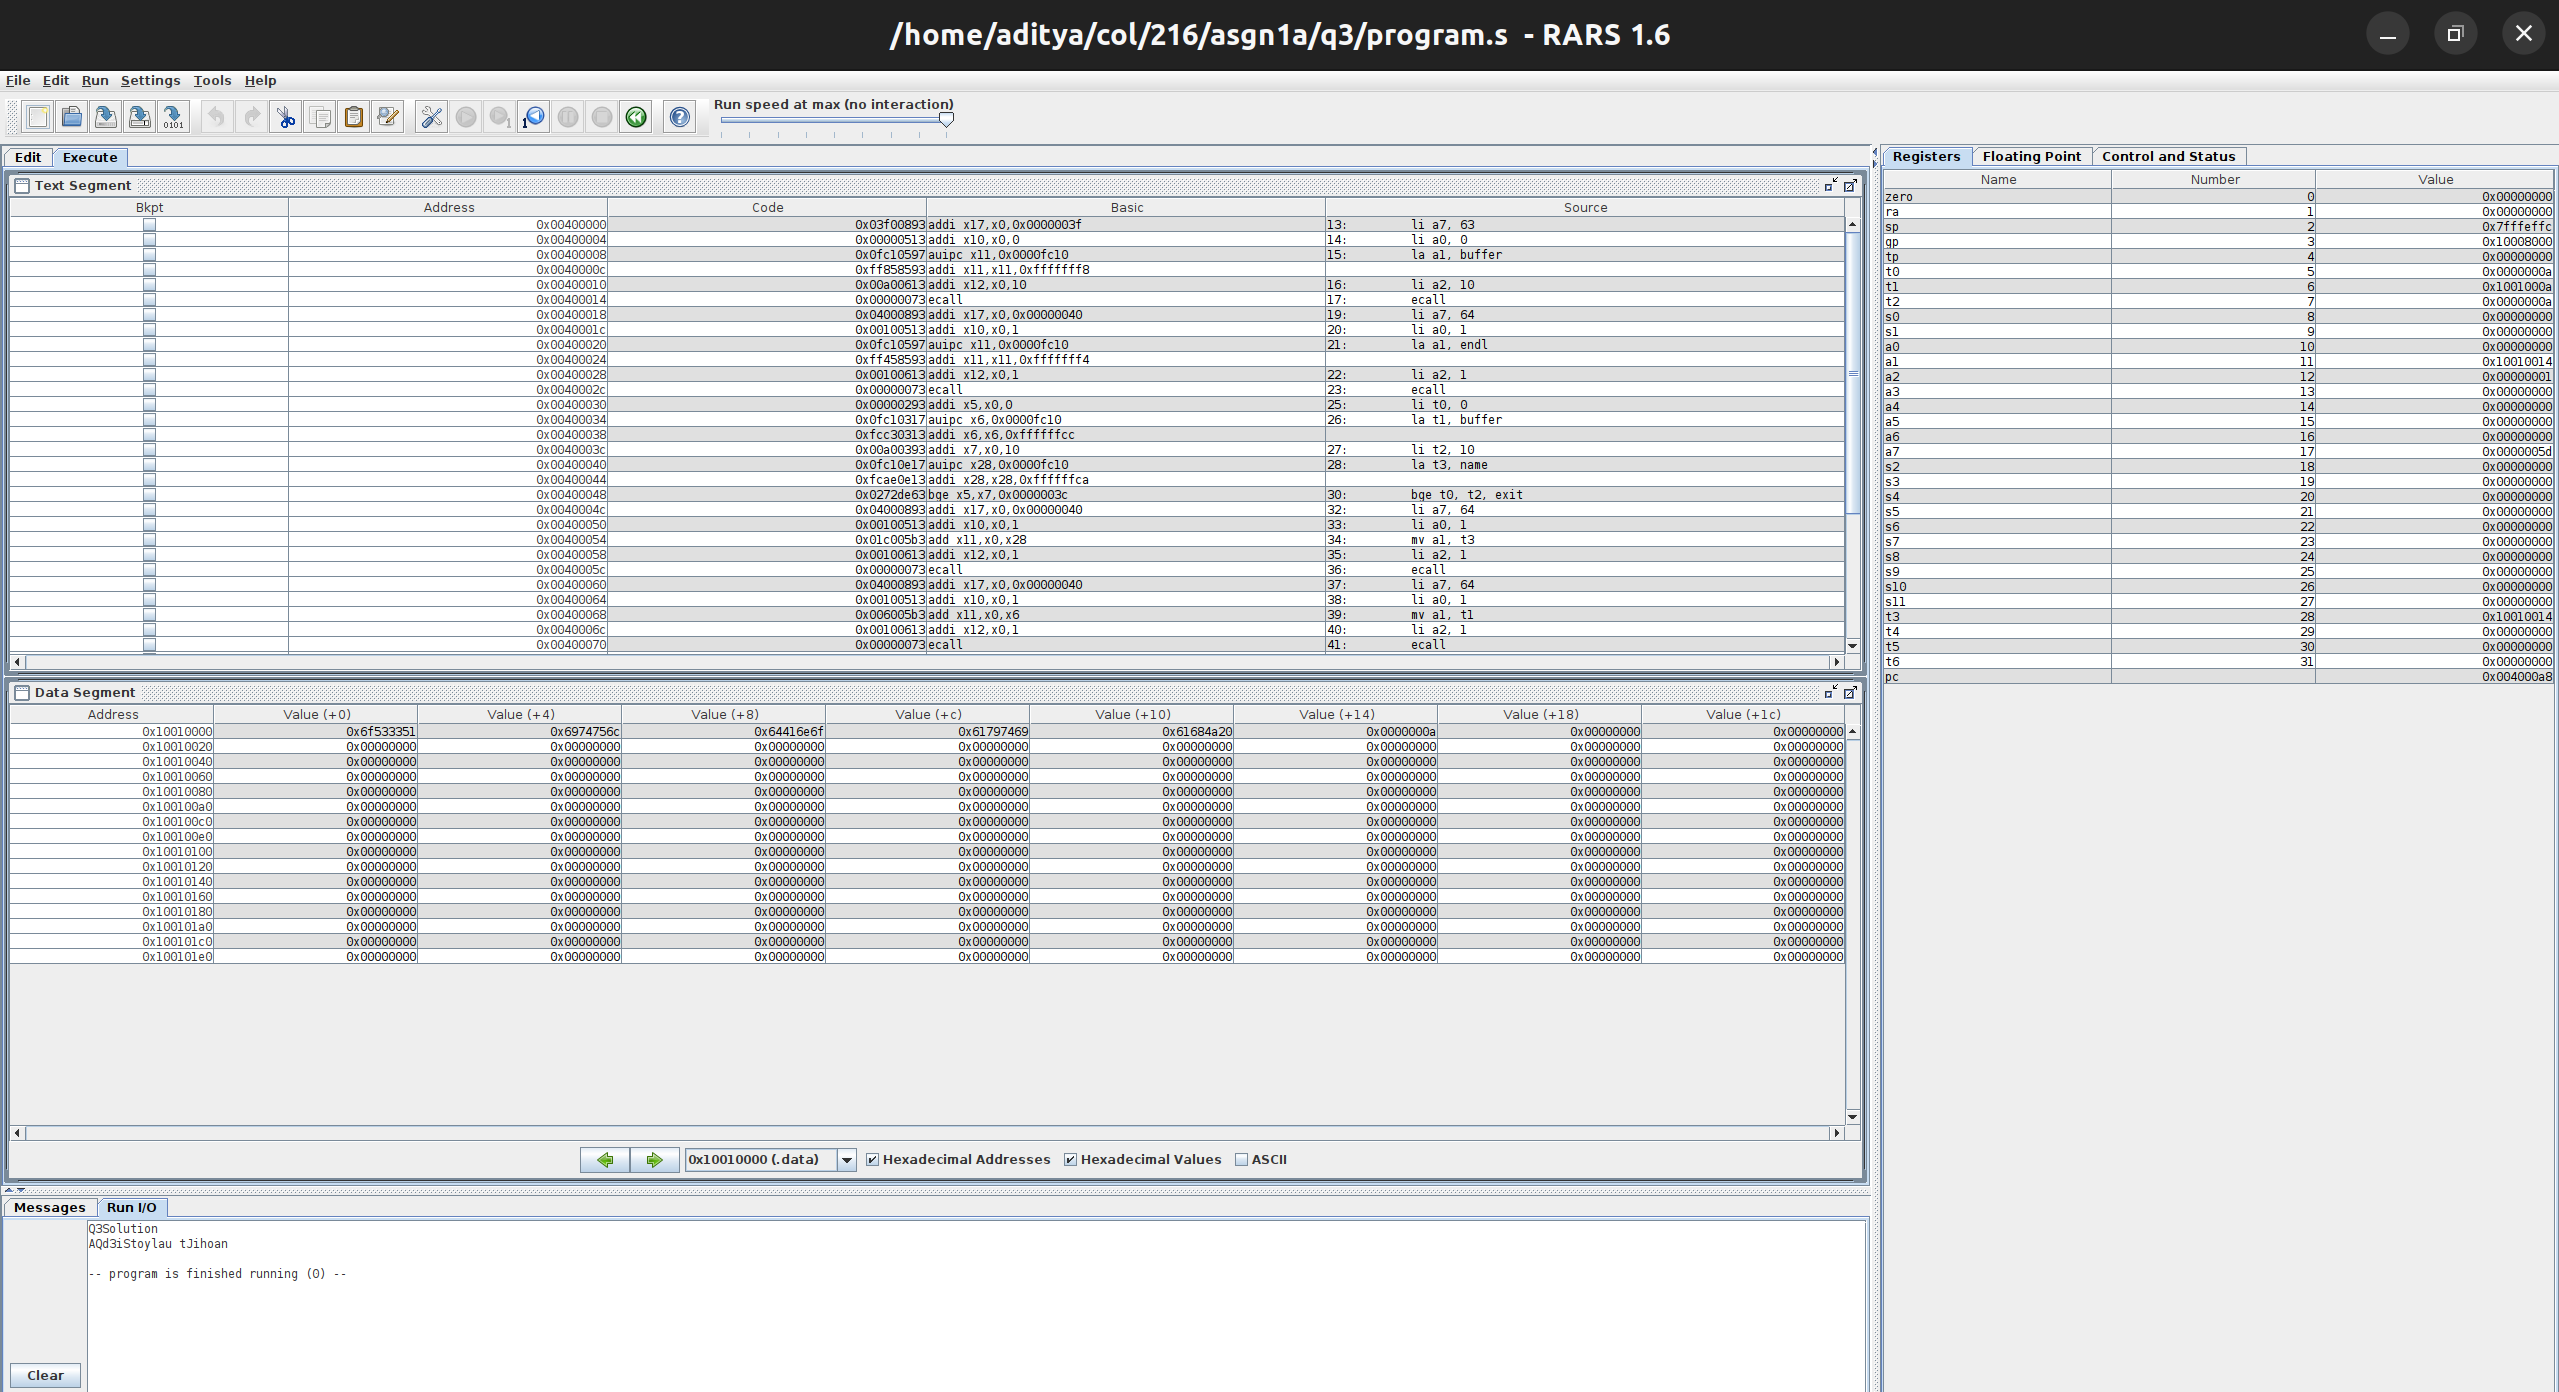 /home/aditya/col/216/asgn1a/q3/program.s - RARS 1.6
File Edit Run Settings Tools Help
Run speed at max (no interaction)
Edit Execute
Text Segment
Bkpt Address Code Basic Source
0x00400000 0x03f00893 addi x17,x0,0x0000003f 13: li a7, 63
0x00400004 0x00000513 addi x10,x0,0 14: li a0, 0
0x00400008 0x0fc10597 auipc x11,0x0000fc10 15: la a1, buffer
0x0040000c 0xff858593 addi x11,x11,0xfffffff8
0x00400010 0x00a00613 addi x12,x0,10 16: li a2, 10
0x00400014 0x00000073 ecall 17: ecall
0x00400018 0x04000893 addi x17,x0,0x00000040 19: li a7, 64
0x0040001c 0x00100513 addi x10,x0,1 20: li a0, 1
0x00400020 0x0fc10597 auipc x11,0x0000fc10 21: la a1, endl
0x00400024 0xff458593 addi x11,x11,0xfffffff4
0x00400028 0x00100613 addi x12,x0,1 22: li a2, 1
0x0040002c 0x00000073 ecall 23: ecall
0x00400030 0x00000293 addi x5,x0,0 25: li t0, 0
0x00400034 0x0fc10317 auipc x6,0x0000fc10 26: la t1, buffer
0x00400038 0xfcc30313 addi x6,x6,0xffffffcc
0x0040003c 0x00a00393 addi x7,x0,10 27: li t2, 10
0x00400040 0x0fc10e17 auipc x28,0x0000fc10 28: la t3, name
0x00400044 0xfcae0e13 addi x28,x28,0xffffffca
0x00400048 0x0272de63 bge x5,x7,0x0000003c 30: bge t0, t2, exit
0x0040004c 0x04000893 addi x17,x0,0x00000040 32: li a7, 64
0x00400050 0x00100513 addi x10,x0,1 33: li a0, 1
0x00400054 0x01c005b3 add x11,x0,x28 34: mv a1, t3
0x00400058 0x00100613 addi x12,x0,1 35: li a2, 1
0x0040005c 0x00000073 ecall 36: ecall
0x00400060 0x04000893 addi x17,x0,0x00000040 37: li a7, 64
0x00400064 0x00100513 addi x10,x0,1 38: li a0, 1
0x00400068 0x006005b3 add x11,x0,x6 39: mv a1, t1
0x0040006c 0x00100613 addi x12,x0,1 40: li a2, 1
0x00400070 0x00000073 ecall 41: ecall
Data Segment
Address Value (+0) Value (+4) Value (+8) Value (+c) Value (+10) Value (+14) Value (+18) Value (+1c)
0x10010000 0x6f533351 0x6974756c 0x64416e6f 0x61797469 0x61684a20 0x0000000a 0x00000000 0x00000000
0x10010020 0x00000000 0x00000000 0x00000000 0x00000000 0x00000000 0x00000000 0x00000000 0x00000000
0x10010040 0x00000000 0x00000000 0x00000000 0x00000000 0x00000000 0x00000000 0x00000000 0x00000000
0x10010060 0x00000000 0x00000000 0x00000000 0x00000000 0x00000000 0x00000000 0x00000000 0x00000000
0x10010080 0x00000000 0x00000000 0x00000000 0x00000000 0x00000000 0x00000000 0x00000000 0x00000000
0x100100a0 0x00000000 0x00000000 0x00000000 0x00000000 0x00000000 0x00000000 0x00000000 0x00000000
0x100100c0 0x00000000 0x00000000 0x00000000 0x00000000 0x00000000 0x00000000 0x00000000 0x00000000
0x100100e0 0x00000000 0x00000000 0x00000000 0x00000000 0x00000000 0x00000000 0x00000000 0x00000000
0x10010100 0x00000000 0x00000000 0x00000000 0x00000000 0x00000000 0x00000000 0x00000000 0x00000000
0x10010120 0x00000000 0x00000000 0x00000000 0x00000000 0x00000000 0x00000000 0x00000000 0x00000000
0x10010140 0x00000000 0x00000000 0x00000000 0x00000000 0x00000000 0x00000000 0x00000000 0x00000000
0x10010160 0x00000000 0x00000000 0x00000000 0x00000000 0x00000000 0x00000000 0x00000000 0x00000000
0x10010180 0x00000000 0x00000000 0x00000000 0x00000000 0x00000000 0x00000000 0x00000000 0x00000000
0x100101a0 0x00000000 0x00000000 0x00000000 0x00000000 0x00000000 0x00000000 0x00000000 0x00000000
0x100101c0 0x00000000 0x00000000 0x00000000 0x00000000 0x00000000 0x00000000 0x00000000 0x00000000
0x100101e0 0x00000000 0x00000000 0x00000000 0x00000000 0x00000000 0x00000000 0x00000000 0x00000000
0x10010000 (.data) Hexadecimal Addresses Hexadecimal Values ASCII
Messages Run I/O
Q3Solution
AQd3iStoylau tJihoan
-- program is finished running (0) --
Clear
Registers Floating Point Control and Status
Name Number Value
zero 0 0x00000000
ra 1 0x00000000
sp 2 0x7fffeffc
gp 3 0x10008000
tp 4 0x00000000
t0 5 0x0000000a
t1 6 0x1001000a
t2 7 0x0000000a
s0 8 0x00000000
s1 9 0x00000000
a0 10 0x00000000
a1 11 0x10010014
a2 12 0x00000001
a3 13 0x00000000
a4 14 0x00000000
a5 15 0x00000000
a6 16 0x00000000
a7 17 0x0000005d
s2 18 0x00000000
s3 19 0x00000000
s4 20 0x00000000
s5 21 0x00000000
s6 22 0x00000000
s7 23 0x00000000
s8 24 0x00000000
s9 25 0x00000000
s10 26 0x00000000
s11 27 0x00000000
t3 28 0x10010014
t4 29 0x00000000
t5 30 0x00000000
t6 31 0x00000000
pc 0x004000a8